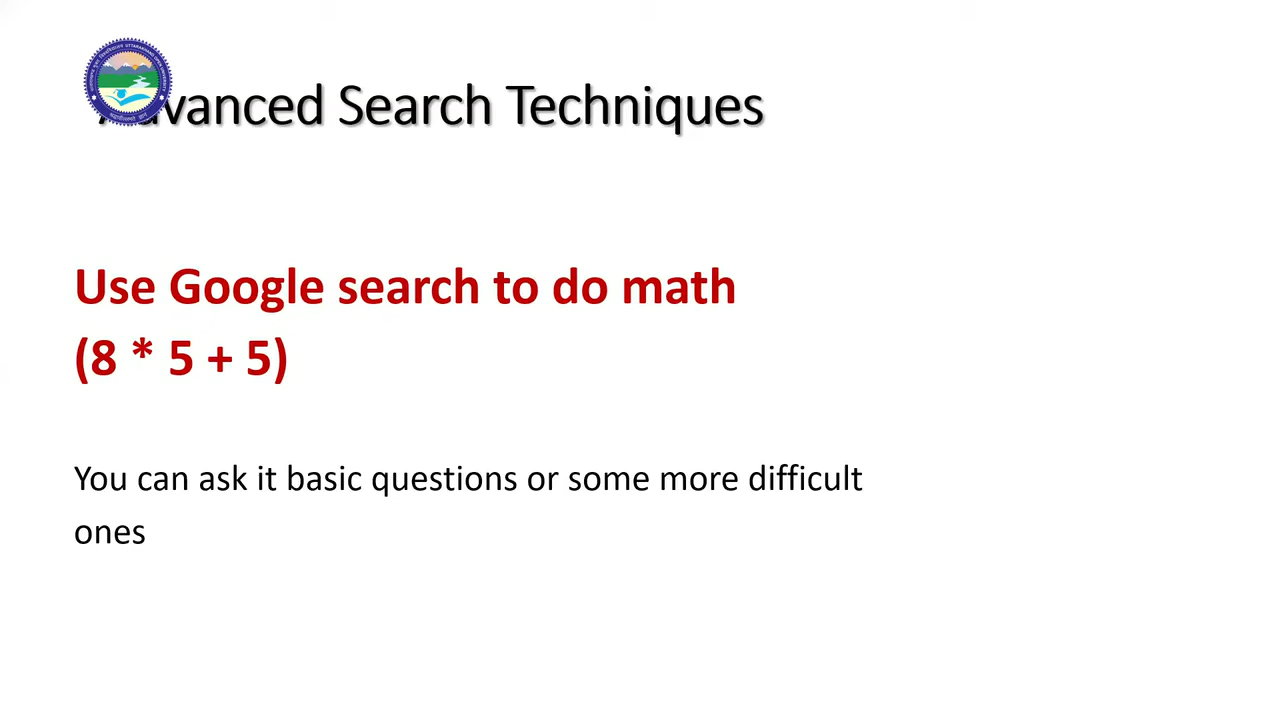 Advanced Search Techniques
Use Google search to do math
(8 * 5 + 5)
You can ask it basic questions or some more difficult
ones